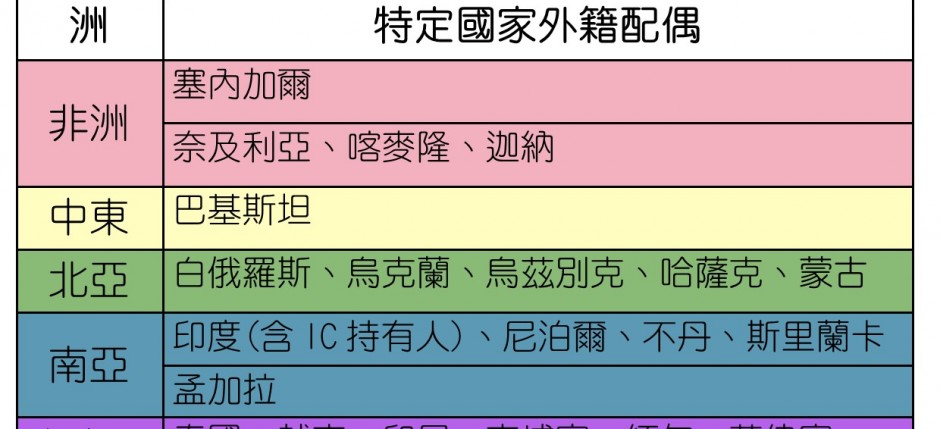 洲 特定國家外籍配偶
非洲
塞內加爾
奈及利亞、喀麥隆、迦納
中東 巴基斯坦
北亞 白俄羅斯、烏克蘭、烏茲別克、哈薩克、蒙古
南亞
印度(含 IC 持有人)、尼泊爾、不丹、斯里蘭卡
孟加拉